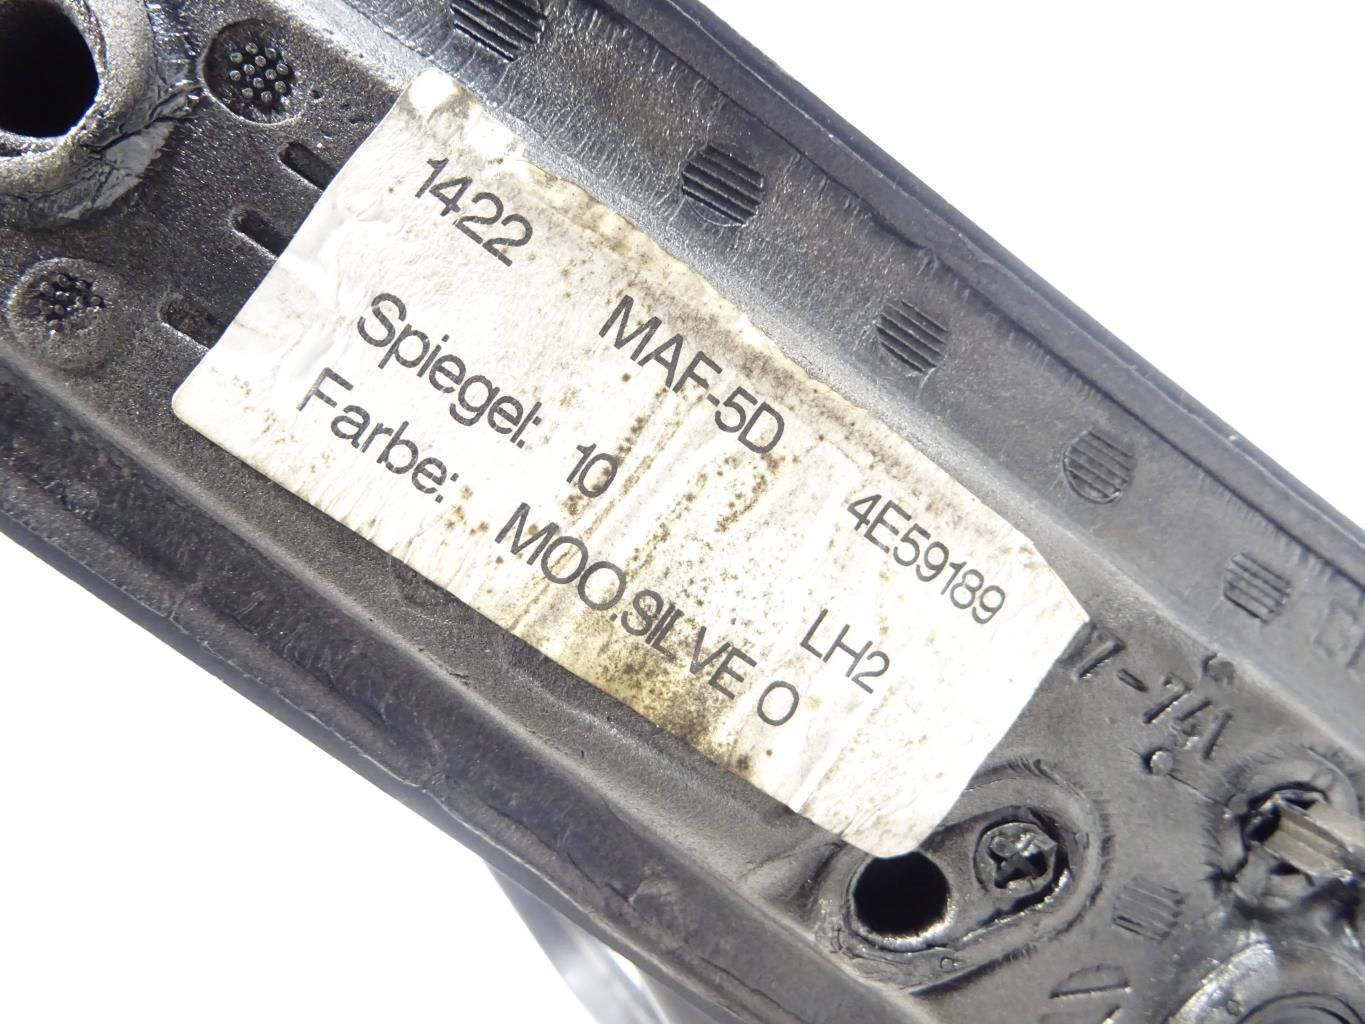 1422 MAF-5D 4E59189
Spiegel: 10 LH2
Farbe: MOO.SILVE O